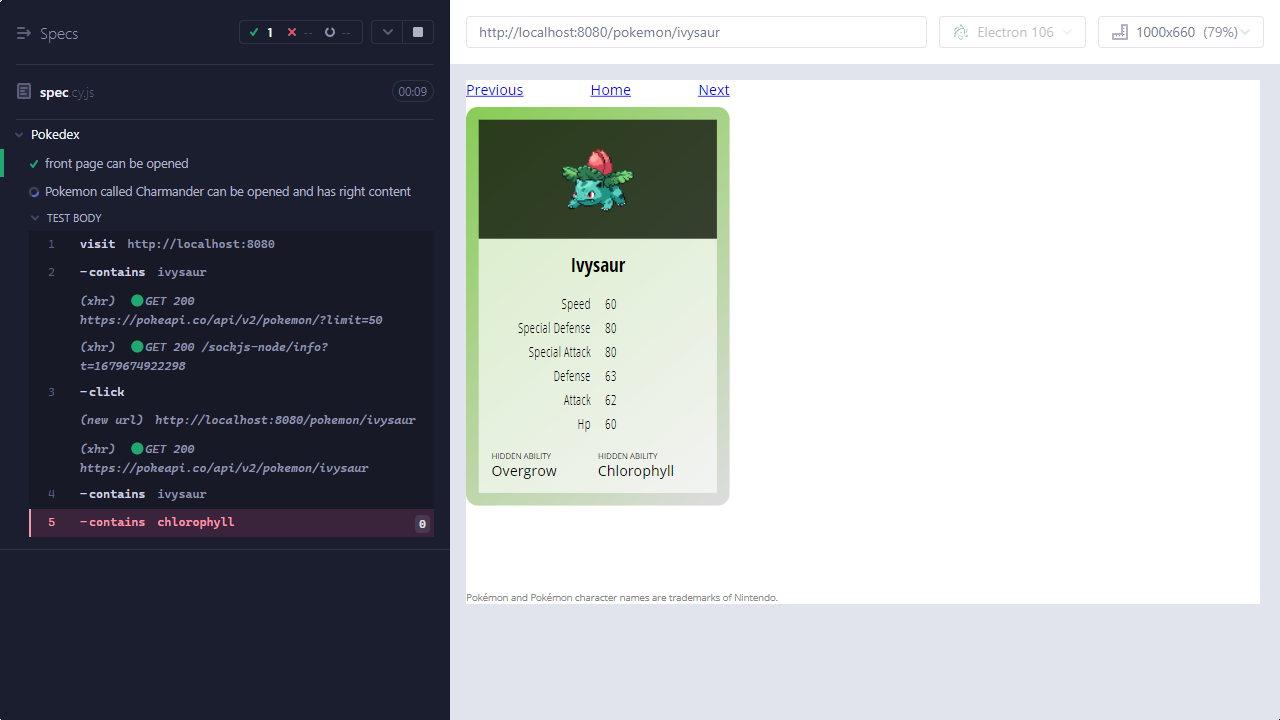 Specs
1 -- --
spec.cy.js
00:09
Pokedex
front page can be opened
Pokemon called Charmander can be opened and has right content
TEST BODY
1 visit http://localhost:8080
2 -contains ivysaur
(xhr) GET 200
https://pokeapi.co/api/v2/pokemon/?limit=50
(xhr) GET 200 /sockjs-node/info?
t=1679674922298
3 -click
(new url) http://localhost:8080/pokemon/ivysaur
(xhr) GET 200
https://pokeapi.co/api/v2/pokemon/ivysaur
4 -contains ivysaur
5 -contains chlorophyll 0
http://localhost:8080/pokemon/ivysaur
Electron 106
1000x660 (79%)
Previous Home Next
Ivysaur
Speed 60
Special Defense 80
Special Attack 80
Defense 63
Attack 62
Hp 60
HIDDEN ABILITY HIDDEN ABILITY
Overgrow Chlorophyll
Pokémon and Pokémon character names are trademarks of Nintendo.